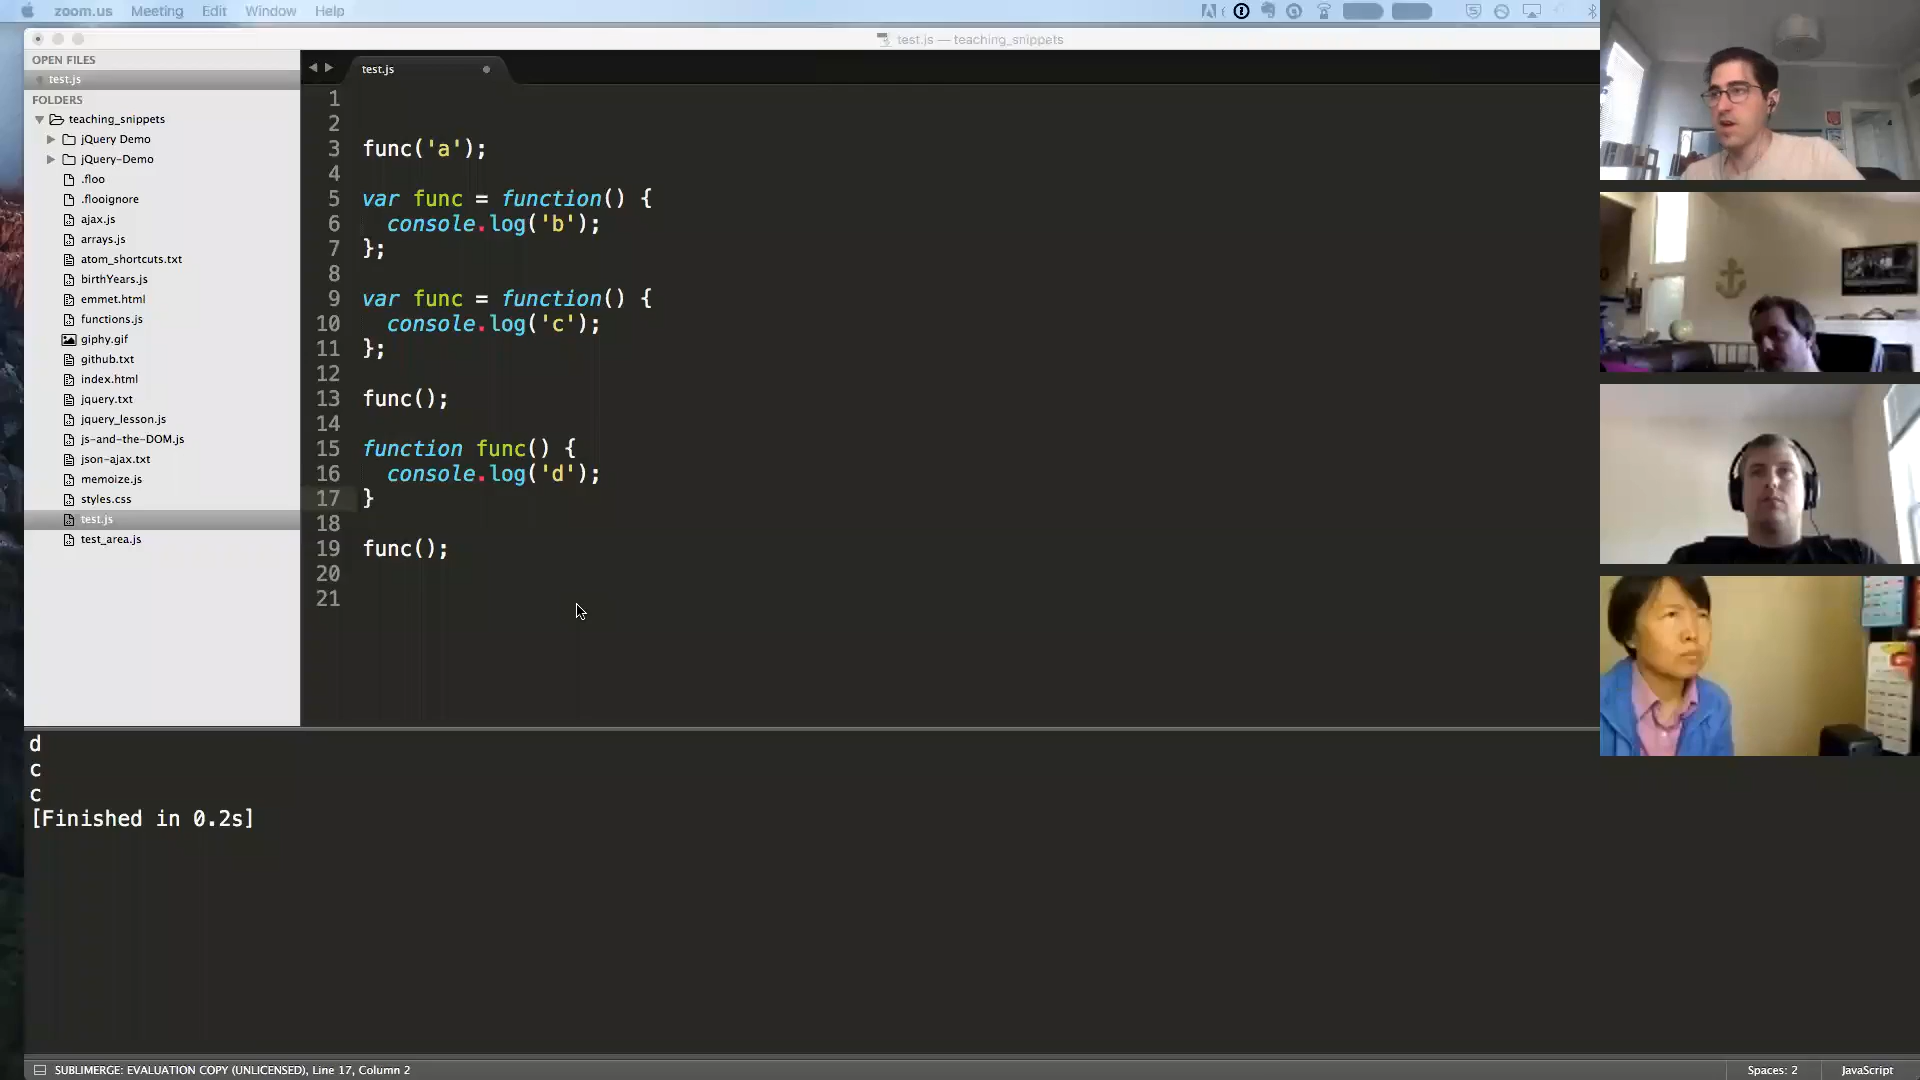 zoom.us Meeting Edit Window Help
test.js — teaching_snippets
OPEN FILES
test.js
FOLDERS
teaching_snippets
jQuery Demo
jQuery-Demo
.floo
.flooignore
ajax.js
arrays.js
atom_shortcuts.txt
birthYears.js
emmet.html
functions.js
giphy.gif
github.txt
index.html
jquery.txt
jquery_lesson.js
js-and-the-DOM.js
json-ajax.txt
memoize.js
styles.css
test.js
test_area.js
test.js
1
2
3 func('a');
4
5 var func = function() {
6 console.log('b');
7 };
8
9 var func = function() {
10 console.log('c');
11 };
12
13 func();
14
15 function func() {
16 console.log('d');
17 }
18
19 func();
20
21
d
c
c
[Finished in 0.2s]
SUBLIMERGE: EVALUATION COPY (UNLICENSED), Line 17, Column 2
Spaces: 2
JavaScript